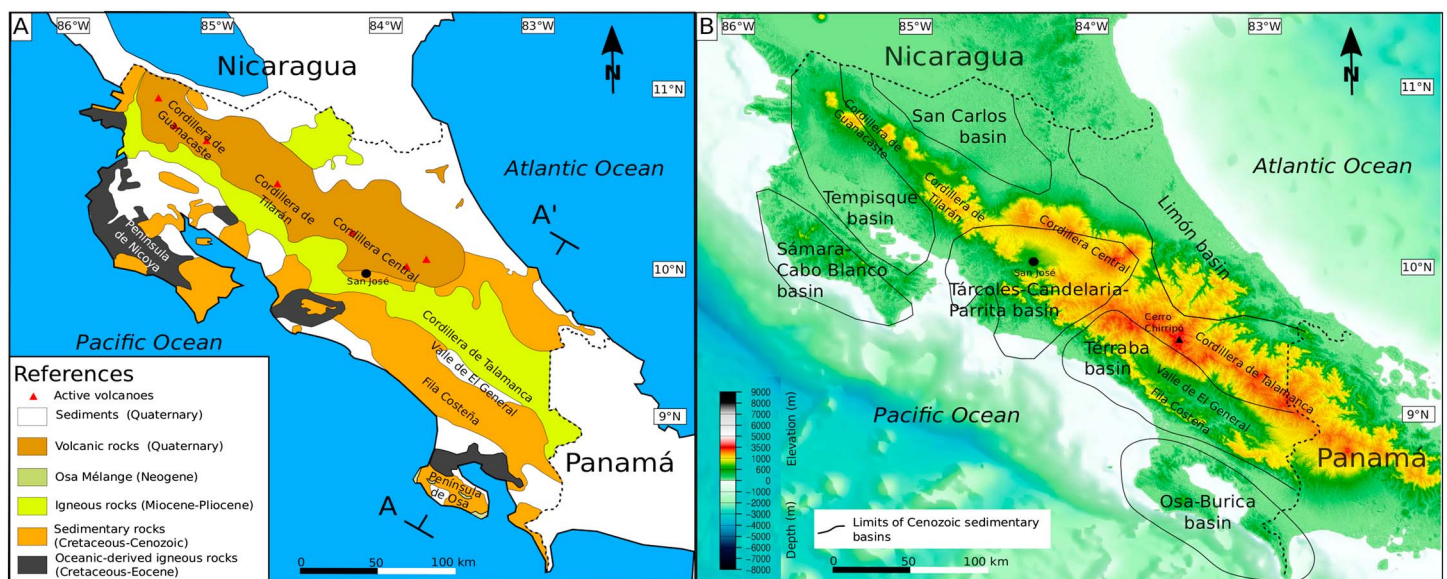 A
86°W
85°W
84°W
83°W
Nicaragua
N
11°N
Cordillera de
Guanacaste
Atlantic Ocean
Cordillera de
Tilarán
A'
Península
de Nicoya
Cordillera Central
10°N
San José
Pacific Ocean
Cordillera de Talamanca
Valle de El General
Fila Costeña
9°N
Panamá
Península
de Osa
A
References
Active volcanoes
Sediments (Quaternary)
Volcanic rocks (Quaternary)
Osa Mélange (Neogene)
Igneous rocks (Miocene-Pliocene)
Sedimentary rocks
(Cretaceous-Cenozoic)
Oceanic-derived igneous rocks
(Cretaceous-Eocene)
0
50
100 km
B
86°W
85°W
84°W
83°W
Nicaragua
N
11°N
Cordillera de
Guanacaste
San Carlos
basin
Atlantic Ocean
Cordillera de
Tilarán
Tempisque
basin
Limón basin
Sámara-
Cabo Blanco
basin
Cordillera Central
10°N
San José
Tárcoles-Candelaria-
Parrita basin
Cerro
Chirripó
Térraba
basin
Cordillera de Talamanca
Valle de El General
Fila Costeña
Pacific Ocean
9°N
Panamá
Osa-Burica
basin
9000
8000
7000
6000
5000
4000
3500
1000
600
0
−1000
−2000
−3000
−4000
−5000
−6000
−7000
−8000
Elevation (m)
Depth (m)
Limits of Cenozoic sedimentary
basins
0
50
100 km